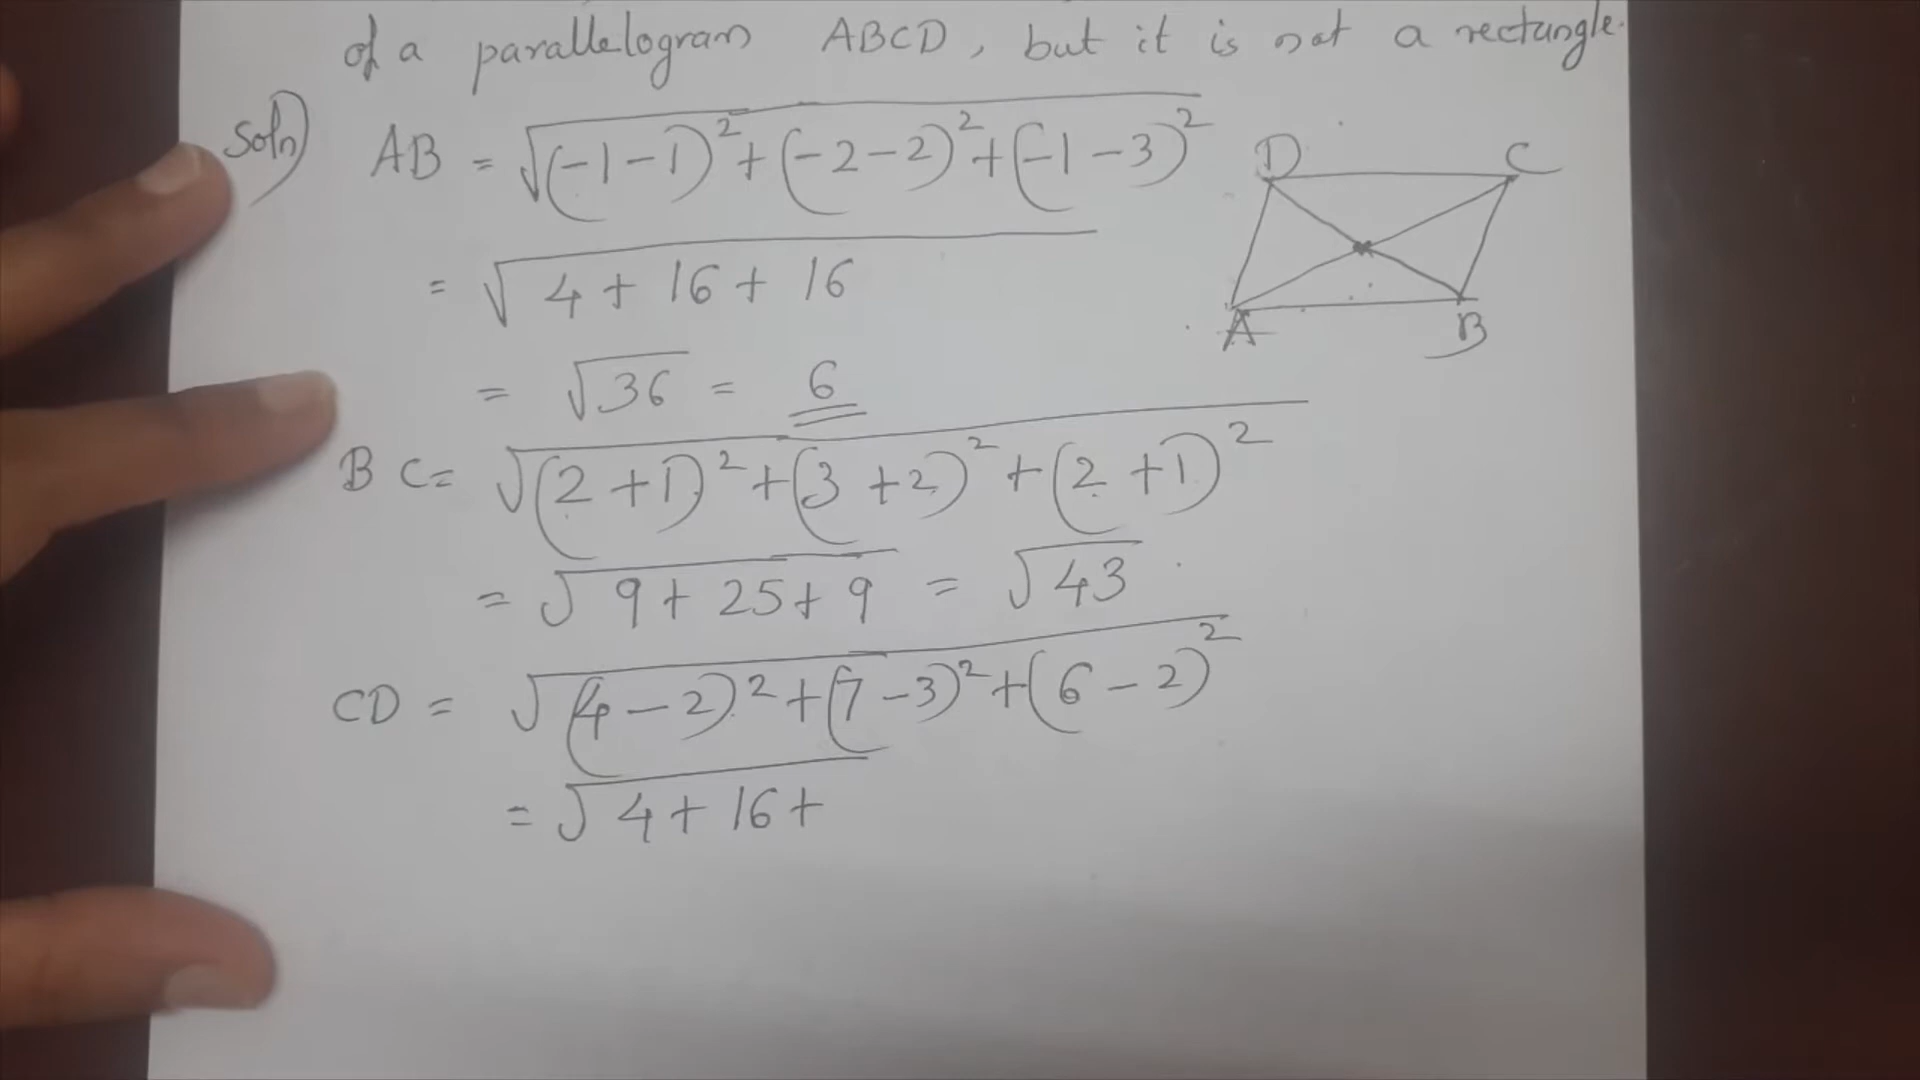 of a parallelogram ABCD, but it is not a rectangle.
Soln) AB = √(-1-1)²+(-2-2)²+(-1-3)²
= √4+16+16
= √36 = 6
BC= √(2+1)²+(3+2)²+(2+1)²
= √9+25+9 = √43
CD = √(4-2)²+(7-3)²+(6-2)²
= √4+16+
D C
A B